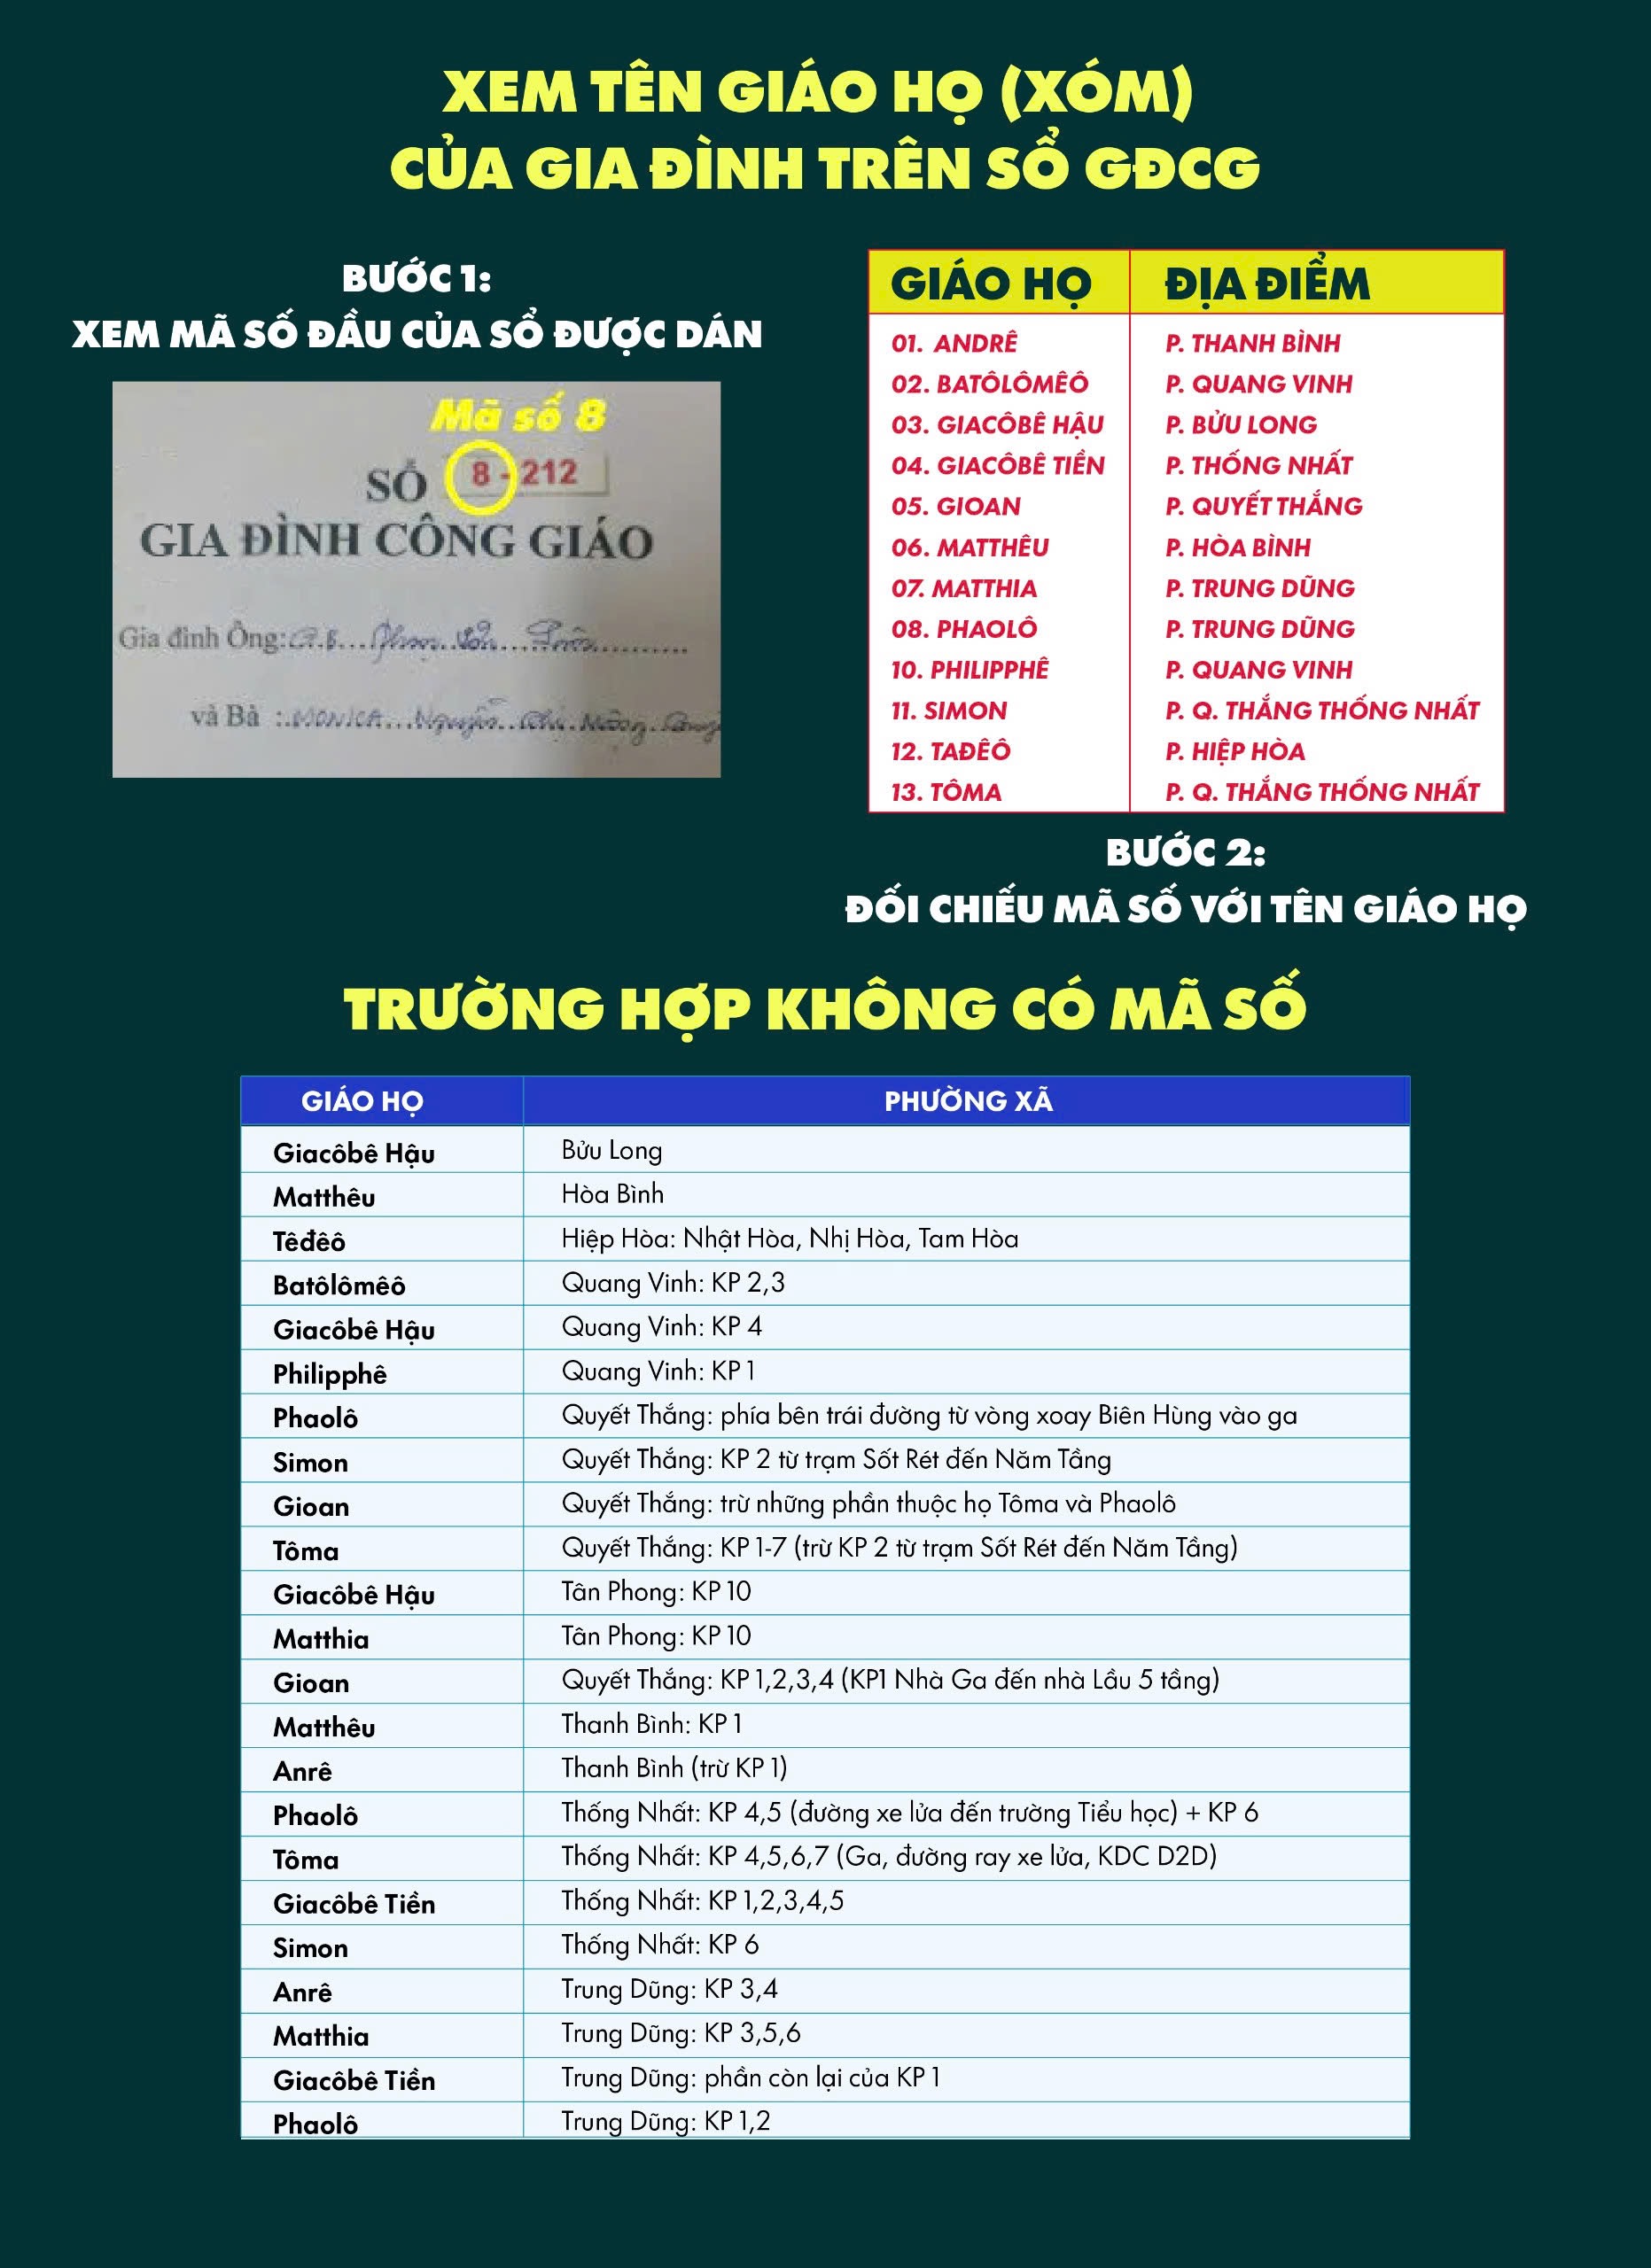 XEM TÊN GIÁO HỌ (XÓM)
CỦA GIA ĐÌNH TRÊN SỔ GĐCG
BƯỚC 1:
XEM MÃ SỐ ĐẦU CỦA SỔ ĐƯỢC DÁN
Mã số 8
SỔ 8 - 212
GIA ĐÌNH CÔNG GIÁO
Gia đình Ông:
và Bà : MONICA Nguyễn Thị
GIÁO HỌ ĐỊA ĐIỂM
01. ANDRÊ P. THANH BÌNH
02. BATÔLÔMÊÔ P. QUANG VINH
03. GIACÔBÊ HẬU P. BỬU LONG
04. GIACÔBÊ TIỀN P. THỐNG NHẤT
05. GIOAN P. QUYẾT THẮNG
06. MATTHÊU P. HÒA BÌNH
07. MATTHIA P. TRUNG DŨNG
08. PHAOLÔ P. TRUNG DŨNG
10. PHILIPPHÊ P. QUANG VINH
11. SIMON P. Q. THẮNG THỐNG NHẤT
12. TAĐÊÔ P. HIỆP HÒA
13. TÔMA P. Q. THẮNG THỐNG NHẤT
BƯỚC 2:
ĐỐI CHIẾU MÃ SỐ VỚI TÊN GIÁO HỌ
TRƯỜNG HỢP KHÔNG CÓ MÃ SỐ
GIÁO HỌ PHƯỜNG XÃ
Giacôbê Hậu Bửu Long
Matthêu Hòa Bình
Têđêô Hiệp Hòa: Nhật Hòa, Nhị Hòa, Tam Hòa
Batôlômêô Quang Vinh: KP 2,3
Giacôbê Hậu Quang Vinh: KP 4
Philipphê Quang Vinh: KP 1
Phaolô Quyết Thắng: phía bên trái đường từ vòng xoay Biên Hùng vào ga
Simon Quyết Thắng: KP 2 từ trạm Sốt Rét đến Năm Tầng
Gioan Quyết Thắng: trừ những phần thuộc họ Tôma và Phaolô
Tôma Quyết Thắng: KP 1-7 (trừ KP 2 từ trạm Sốt Rét đến Năm Tầng)
Giacôbê Hậu Tân Phong: KP 10
Matthia Tân Phong: KP 10
Gioan Quyết Thắng: KP 1,2,3,4 (KP1 Nhà Ga đến nhà Lầu 5 tầng)
Matthêu Thanh Bình: KP 1
Anrê Thanh Bình (trừ KP 1)
Phaolô Thống Nhất: KP 4,5 (đường xe lửa đến trường Tiểu học) + KP 6
Tôma Thống Nhất: KP 4,5,6,7 (Ga, đường ray xe lửa, KDC D2D)
Giacôbê Tiền Thống Nhất: KP 1,2,3,4,5
Simon Thống Nhất: KP 6
Anrê Trung Dũng: KP 3,4
Matthia Trung Dũng: KP 3,5,6
Giacôbê Tiền Trung Dũng: phần còn lại của KP 1
Phaolô Trung Dũng: KP 1,2